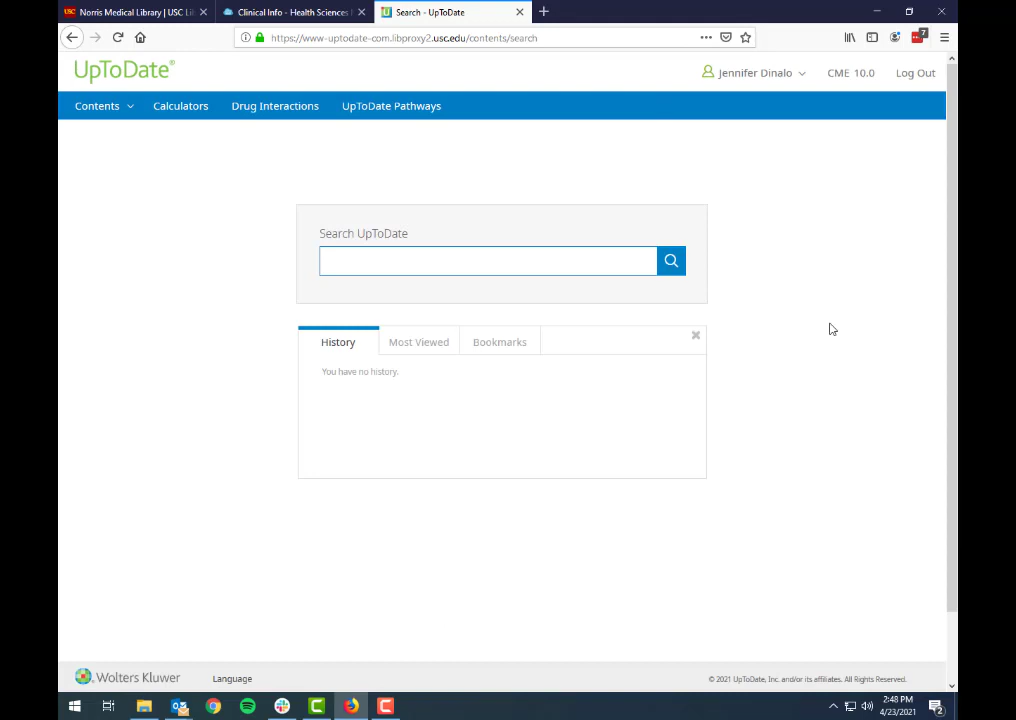 Norris Medical Library | USC Li
Clinical Info - Health Sciences
Search - UpToDate
https://www-uptodate-com.libproxy2.usc.edu/contents/search
7
UpToDate®
Jennifer Dinalo
CME 10.0
Log Out
Contents
Calculators
Drug Interactions
UpToDate Pathways
Search UpToDate
History
Most Viewed
Bookmarks
You have no history.
Wolters Kluwer
Language
© 2021 UpToDate, Inc. and/or its affiliates. All Rights Reserved.
2:48 PM
4/23/2021
2